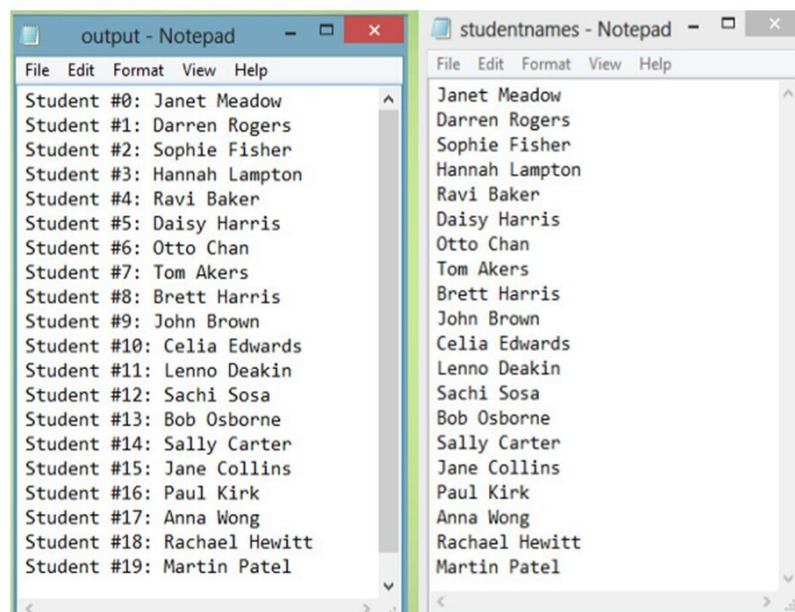 output - Notepad
File Edit Format View Help
Student #0: Janet Meadow
Student #1: Darren Rogers
Student #2: Sophie Fisher
Student #3: Hannah Lampton
Student #4: Ravi Baker
Student #5: Daisy Harris
Student #6: Otto Chan
Student #7: Tom Akers
Student #8: Brett Harris
Student #9: John Brown
Student #10: Celia Edwards
Student #11: Lenno Deakin
Student #12: Sachi Sosa
Student #13: Bob Osborne
Student #14: Sally Carter
Student #15: Jane Collins
Student #16: Paul Kirk
Student #17: Anna Wong
Student #18: Rachael Hewitt
Student #19: Martin Patel
studentnames - Notepad
File Edit Format View Help
Janet Meadow
Darren Rogers
Sophie Fisher
Hannah Lampton
Ravi Baker
Daisy Harris
Otto Chan
Tom Akers
Brett Harris
John Brown
Celia Edwards
Lenno Deakin
Sachi Sosa
Bob Osborne
Sally Carter
Jane Collins
Paul Kirk
Anna Wong
Rachael Hewitt
Martin Patel